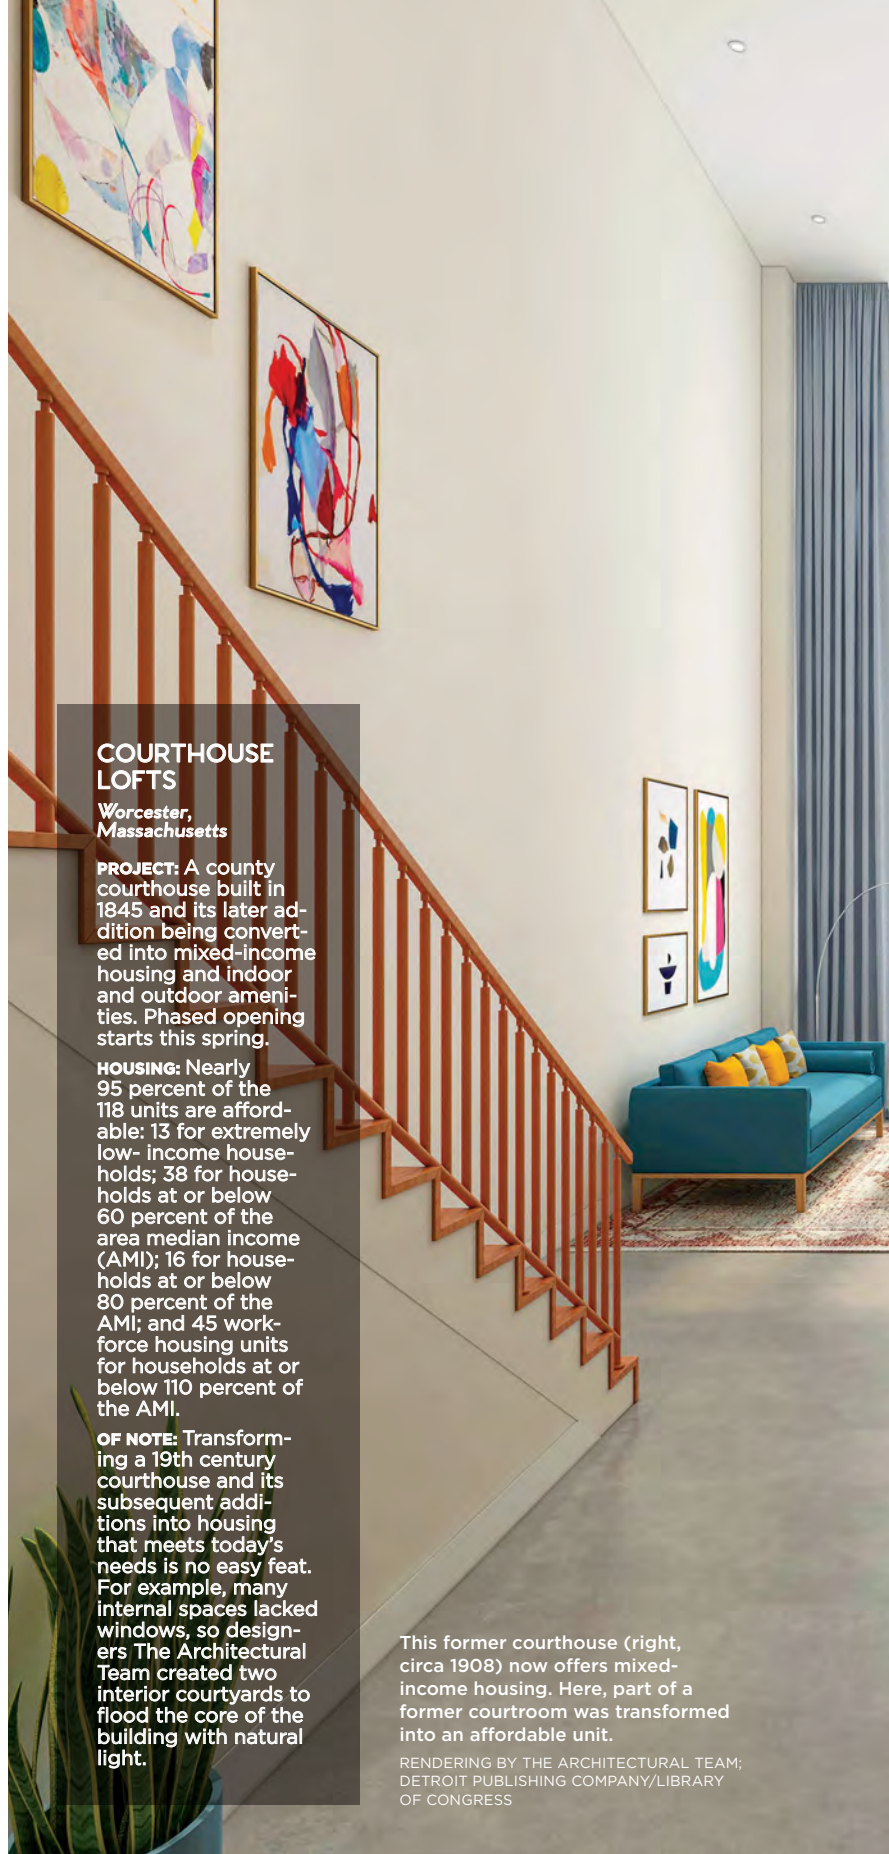 COURTHOUSE
LOFTS
Worcester,
Massachusetts
PROJECT: A county
courthouse built in
1845 and its later ad-
dition being convert-
ed into mixed-income
housing and indoor
and outdoor ameni-
ties. Phased opening
starts this spring.
HOUSING: Nearly
95 percent of the
118 units are afford-
able: 13 for extremely
low- income house-
holds; 38 for house-
holds at or below
60 percent of the
area median income
(AMI); 16 for house-
holds at or below
80 percent of the
AMI; and 45 work-
force housing units
for households at or
below 110 percent of
the AMI.
OF NOTE: Transform-
ing a 19th century
courthouse and its
subsequent addi-
tions into housing
that meets today's
needs is no easy feat.
For example, many
internal spaces lacked
windows, so design-
ers The Architectural
Team created two
interior courtyards to
flood the core of the
building with natural
light.
This former courthouse (right,
circa 1908) now offers mixed-
income housing. Here, part of a
former courtroom was transformed
into an affordable unit.
RENDERING BY THE ARCHITECTURAL TEAM;
DETROIT PUBLISHING COMPANY/LIBRARY
OF CONGRESS